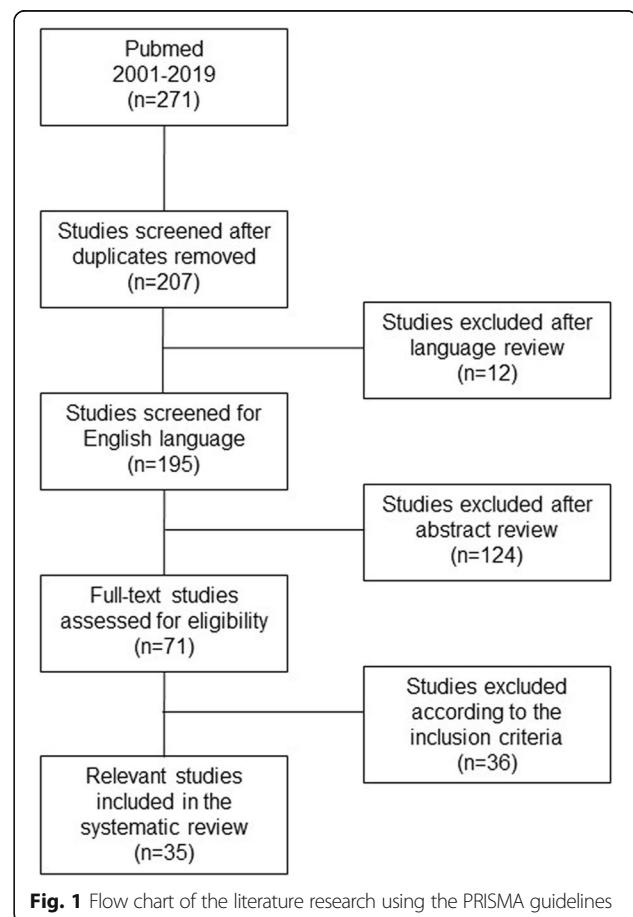 Pubmed
2001-2019
(n=271)
Studies screened after
duplicates removed
(n=207)
Studies excluded after
language review
(n=12)
Studies screened for
English language
(n=195)
Studies excluded after
abstract review
(n=124)
Full-text studies
assessed for eligibility
(n=71)
Studies excluded
according to the
inclusion criteria
(n=36)
Relevant studies
included in the
systematic review
(n=35)
Fig. 1 Flow chart of the literature research using the PRISMA guidelines